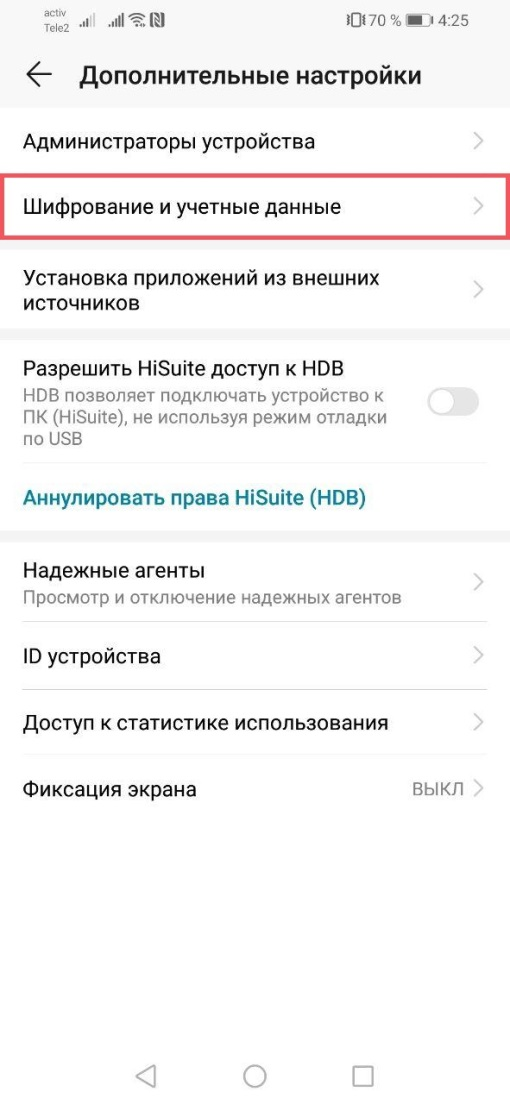 activ
Tele2
70 % 4:25
Дополнительные настройки
Администраторы устройства
Шифрование и учетные данные
Установка приложений из внешних
источников
Разрешить HiSuite доступ к HDB
HDB позволяет подключать устройство к
ПК (HiSuite), не используя режим отладки
по USB
Аннулировать права HiSuite (HDB)
Надежные агенты
Просмотр и отключение надежных агентов
ID устройства
Доступ к статистике использования
Фиксация экрана ВЫКЛ